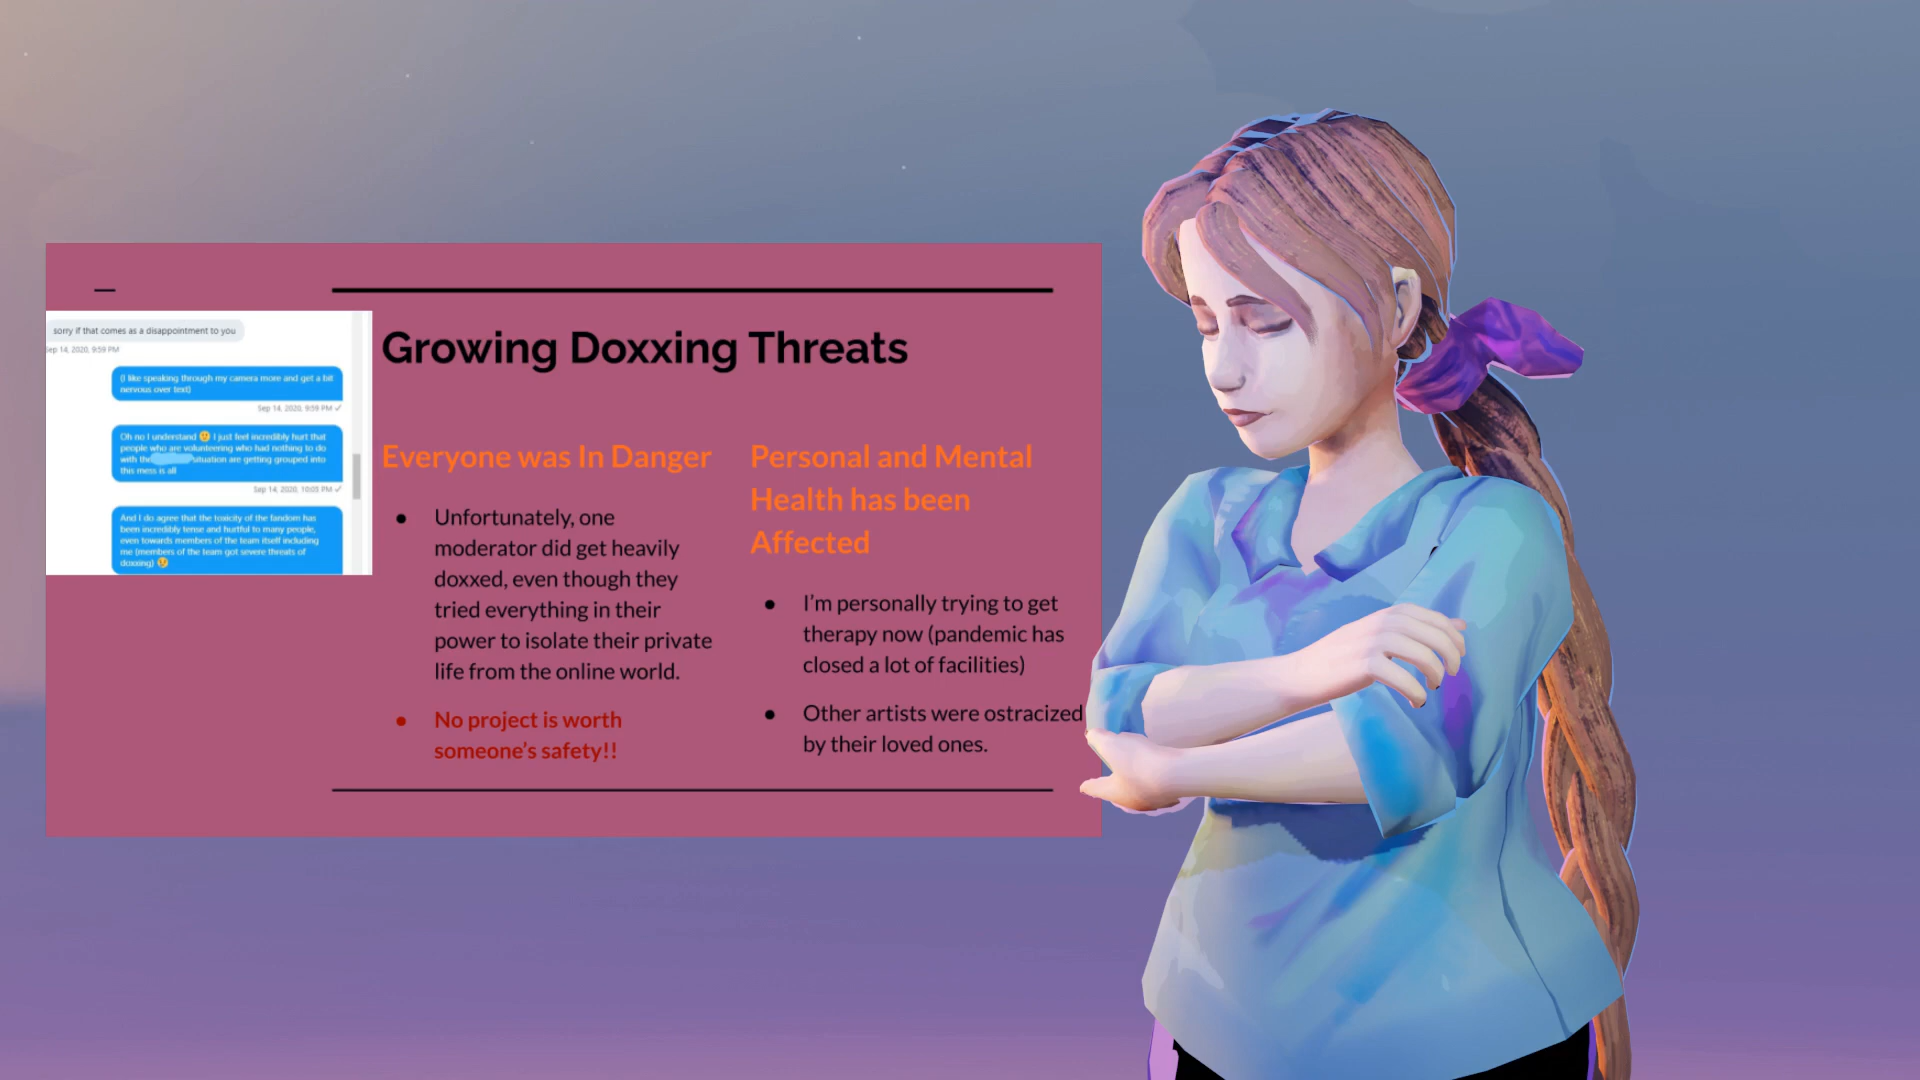 sorry if that comes as a disappointment to you
Sep 14, 2020, 9:59 PM
(I like speaking through my camera more and get a bit
nervous over text)
Sep 14, 2020, 9:59 PM ✓
Oh no I understand 😟 I just feel incredibly hurt that
people who are volunteering who had nothing to do
with the situation are getting grouped into
this mess is all
Sep 14, 2020, 10:05 PM ✓
And I do agree that the toxicity of the fandom has
been incredibly tense and hurtful to many people,
even towards members of the team itself including
me (members of the team got severe threats of
doxxing) 😟
Growing Doxxing Threats
Everyone was In Danger
● Unfortunately, one
moderator did get heavily
doxxed, even though they
tried everything in their
power to isolate their private
life from the online world.
● No project is worth
someone's safety!!
Personal and Mental
Health has been
Affected
● I'm personally trying to get
therapy now (pandemic has
closed a lot of facilities)
● Other artists were ostracized
by their loved ones.